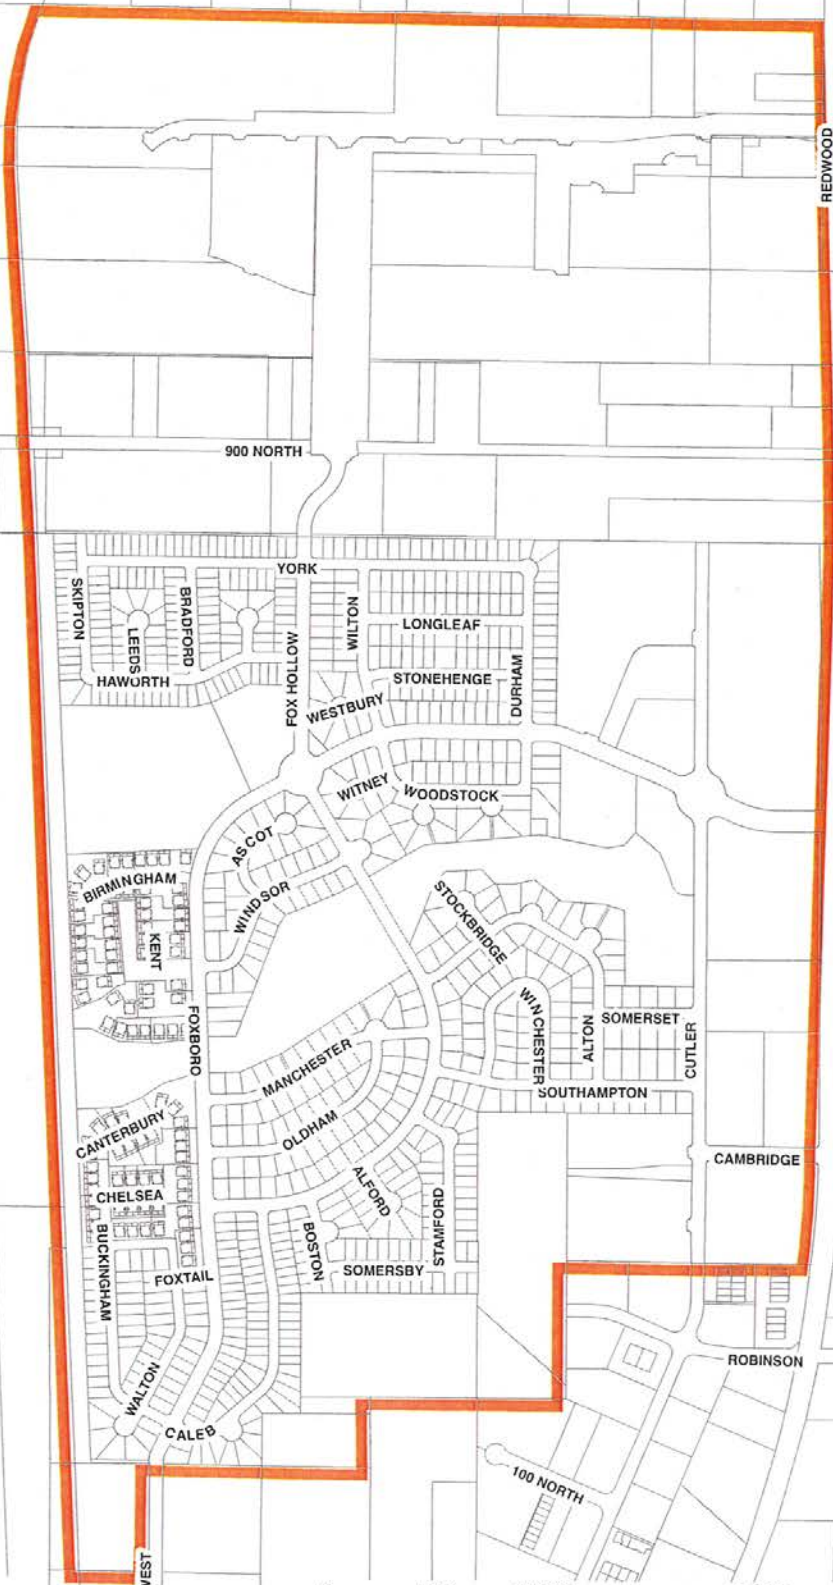 REDWOOD
900 NORTH
YORK
SKIPTON
LEEDS
BRADFORD
HAWORTH
FOX HOLLOW
WILTON
LONGLEAF
STONEHENGE
DURHAM
WESTBURY
WITNEY
WOODSTOCK
ASCOT
WINDSOR
BIRMINGHAM
KENT
STOCKBRIDGE
WINCHESTER
ALTON
SOMERSET
CUTLER
FOXBORO
MANCHESTER
SOUTHAMPTON
OLDHAM
CANTERBURY
CAMBRIDGE
CHELSEA
ALFORD
STAMFORD
BUCKINGHAM
BOSTON
SOMERSBY
FOXTAIL
ROBINSON
WALTON
CALEB
100 NORTH
WEST